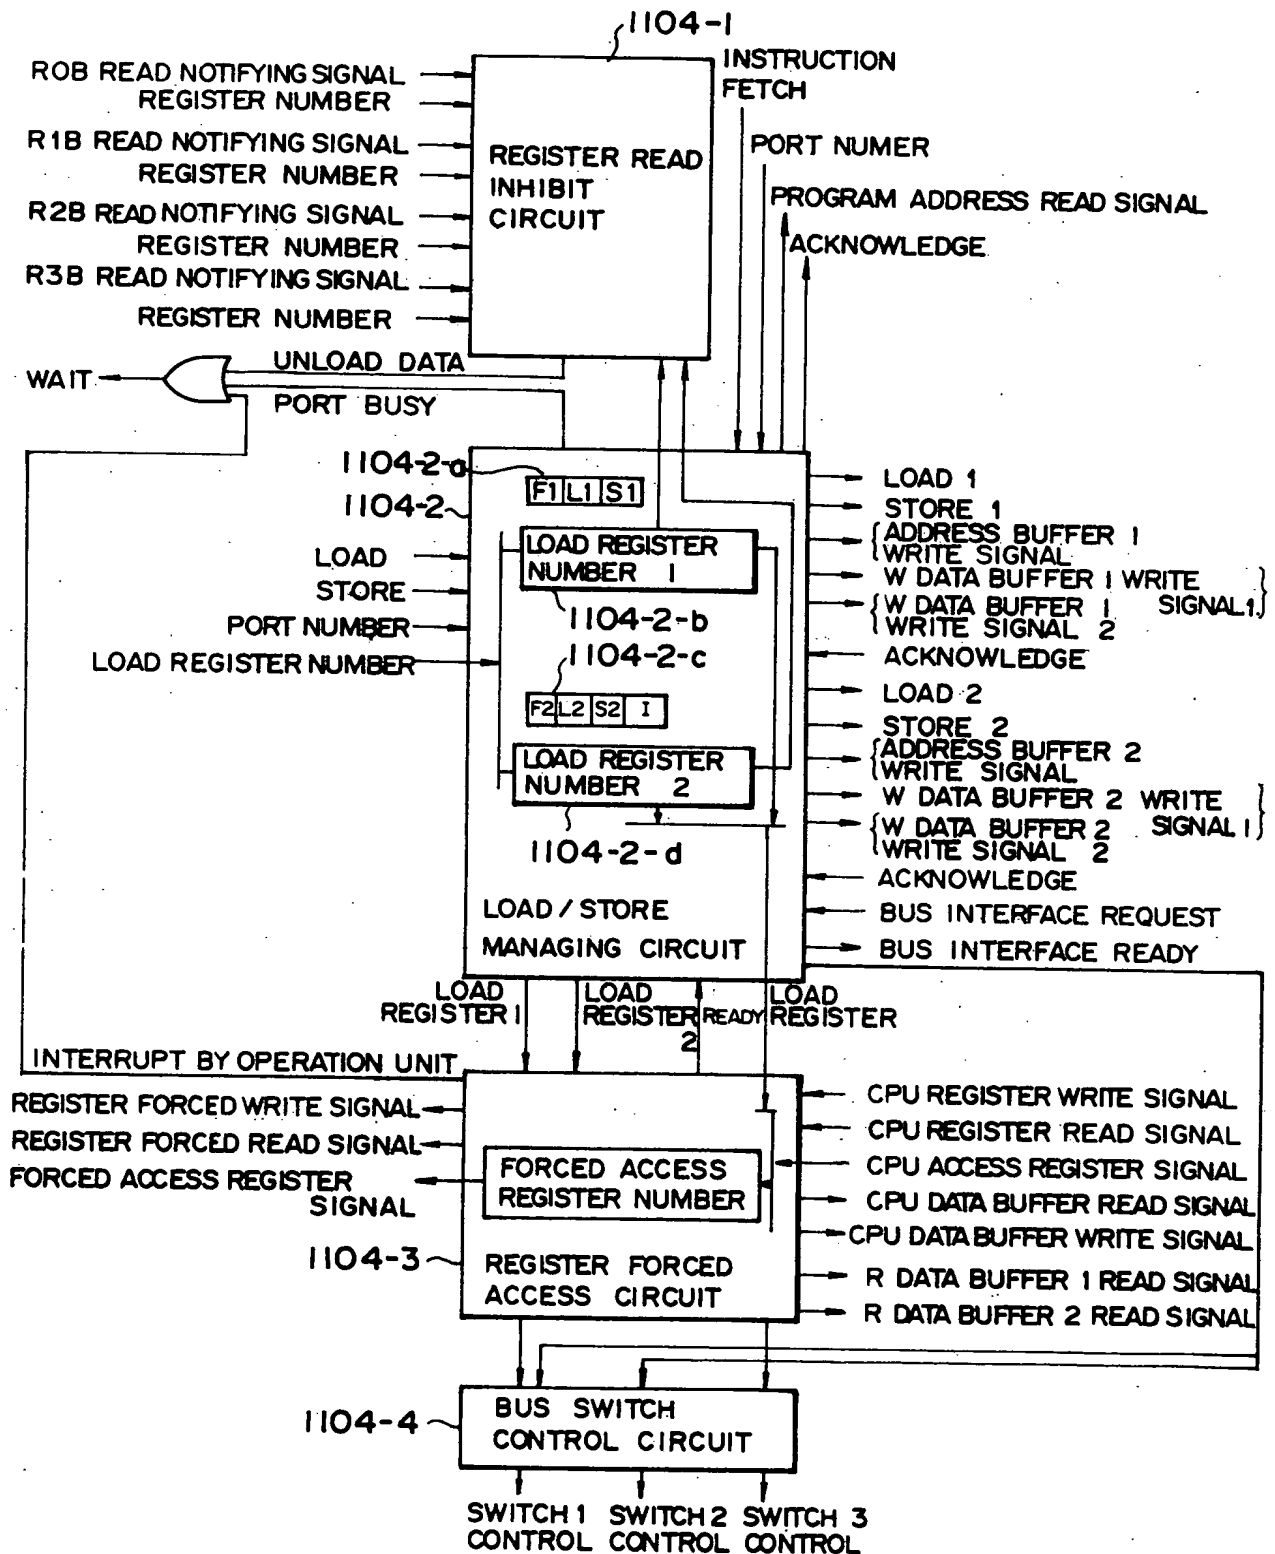 1104-1
ROB READ NOTIFYING SIGNAL
REGISTER NUMBER
R1B READ NOTIFYING SIGNAL
REGISTER NUMBER
R2B READ NOTIFYING SIGNAL
REGISTER NUMBER
R3B READ NOTIFYING SIGNAL
REGISTER NUMBER
REGISTER READ
INHIBIT
CIRCUIT
INSTRUCTION
FETCH
PORT NUMER
PROGRAM ADDRESS READ SIGNAL
ACKNOWLEDGE
WAIT
UNLOAD DATA
PORT BUSY
1104-2-a
1104-2
F1 L1 S1
LOAD
STORE
PORT NUMBER
LOAD REGISTER NUMBER
LOAD REGISTER
NUMBER 1
1104-2-b
1104-2-c
F2 L2 S2 I
LOAD REGISTER
NUMBER 2
1104-2-d
LOAD / STORE
MANAGING CIRCUIT
LOAD 1
STORE 1
ADDRESS BUFFER 1
WRITE SIGNAL
W DATA BUFFER 1 WRITE
SIGNAL 1
W DATA BUFFER 1
WRITE SIGNAL 2
ACKNOWLEDGE
LOAD 2
STORE 2
ADDRESS BUFFER 2
WRITE SIGNAL
W DATA BUFFER 2 WRITE
SIGNAL 1
W DATA BUFFER 2
WRITE SIGNAL 2
ACKNOWLEDGE
BUS INTERFACE REQUEST
BUS INTERFACE READY
LOAD
REGISTER 1
LOAD
REGISTER
2
READY
LOAD
REGISTER
INTERRUPT BY OPERATION UNIT
REGISTER FORCED WRITE SIGNAL
REGISTER FORCED READ SIGNAL
FORCED ACCESS REGISTER
SIGNAL
1104-3
FORCED ACCESS
REGISTER NUMBER
REGISTER FORCED
ACCESS CIRCUIT
CPU REGISTER WRITE SIGNAL
CPU REGISTER READ SIGNAL
CPU ACCESS REGISTER SIGNAL
CPU DATA BUFFER READ SIGNAL
CPU DATA BUFFER WRITE SIGNAL
R DATA BUFFER 1 READ SIGNAL
R DATA BUFFER 2 READ SIGNAL
1104-4
BUS SWITCH
CONTROL CIRCUIT
SWITCH 1
CONTROL
SWITCH 2
CONTROL
SWITCH 3
CONTROL